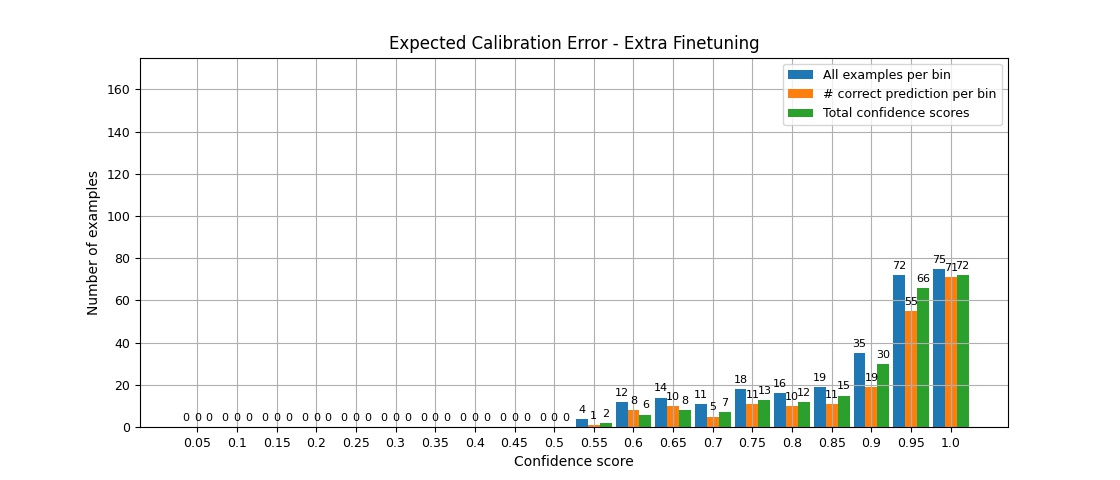 Expected Calibration Error - Extra Finetuning
All examples per bin
# correct prediction per bin
Total confidence scores
Number of examples
160
140
120
100
80
60
40
20
0
0 0 0 0 0 0 0 0 0 0 0 0 0 0 0 0 0 0 0 0 0 0 0 0 0 0 0 0 0 0 4 1 2 12 8 6 14 10 8 11 5 7 18 11 13 16 10 12 19 11 15 35 19 30 72 55 66 75 71 72
0.05 0.1 0.15 0.2 0.25 0.3 0.35 0.4 0.45 0.5 0.55 0.6 0.65 0.7 0.75 0.8 0.85 0.9 0.95 1.0
Confidence score